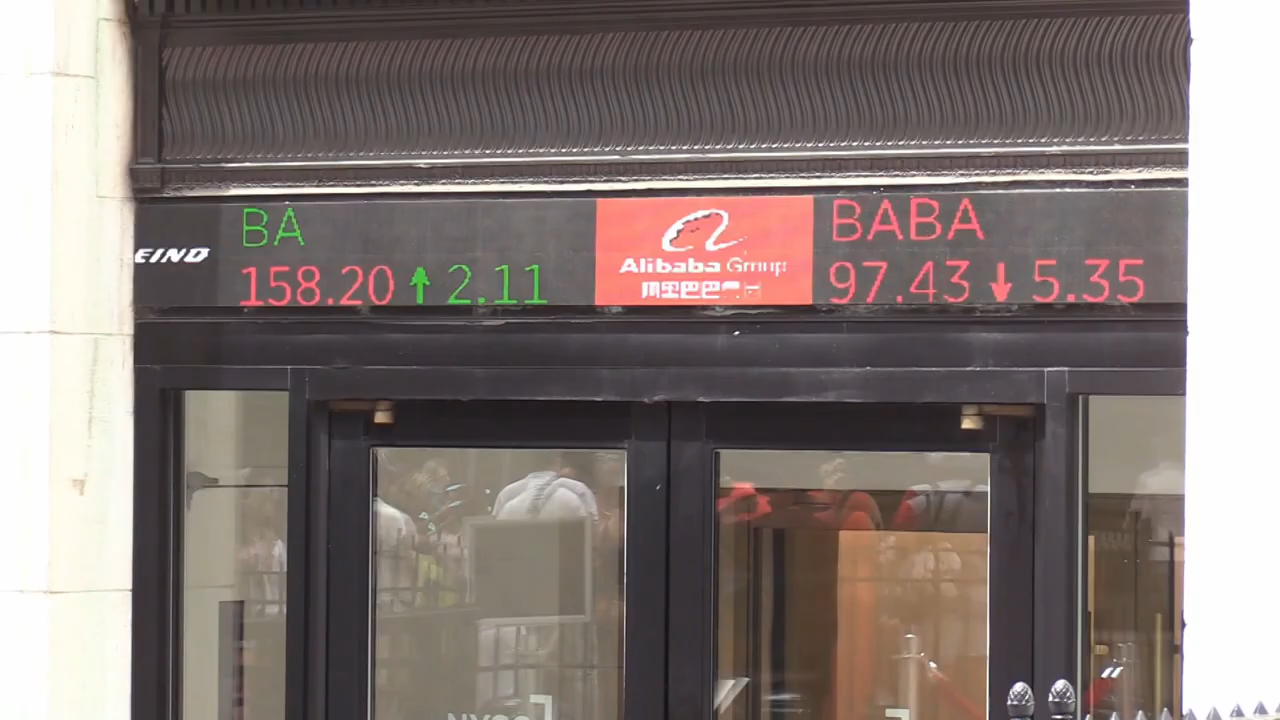 EING
BA
158.20 ↑ 2.11
Alibaba Group
BABA
97.43 ↓ 5.35